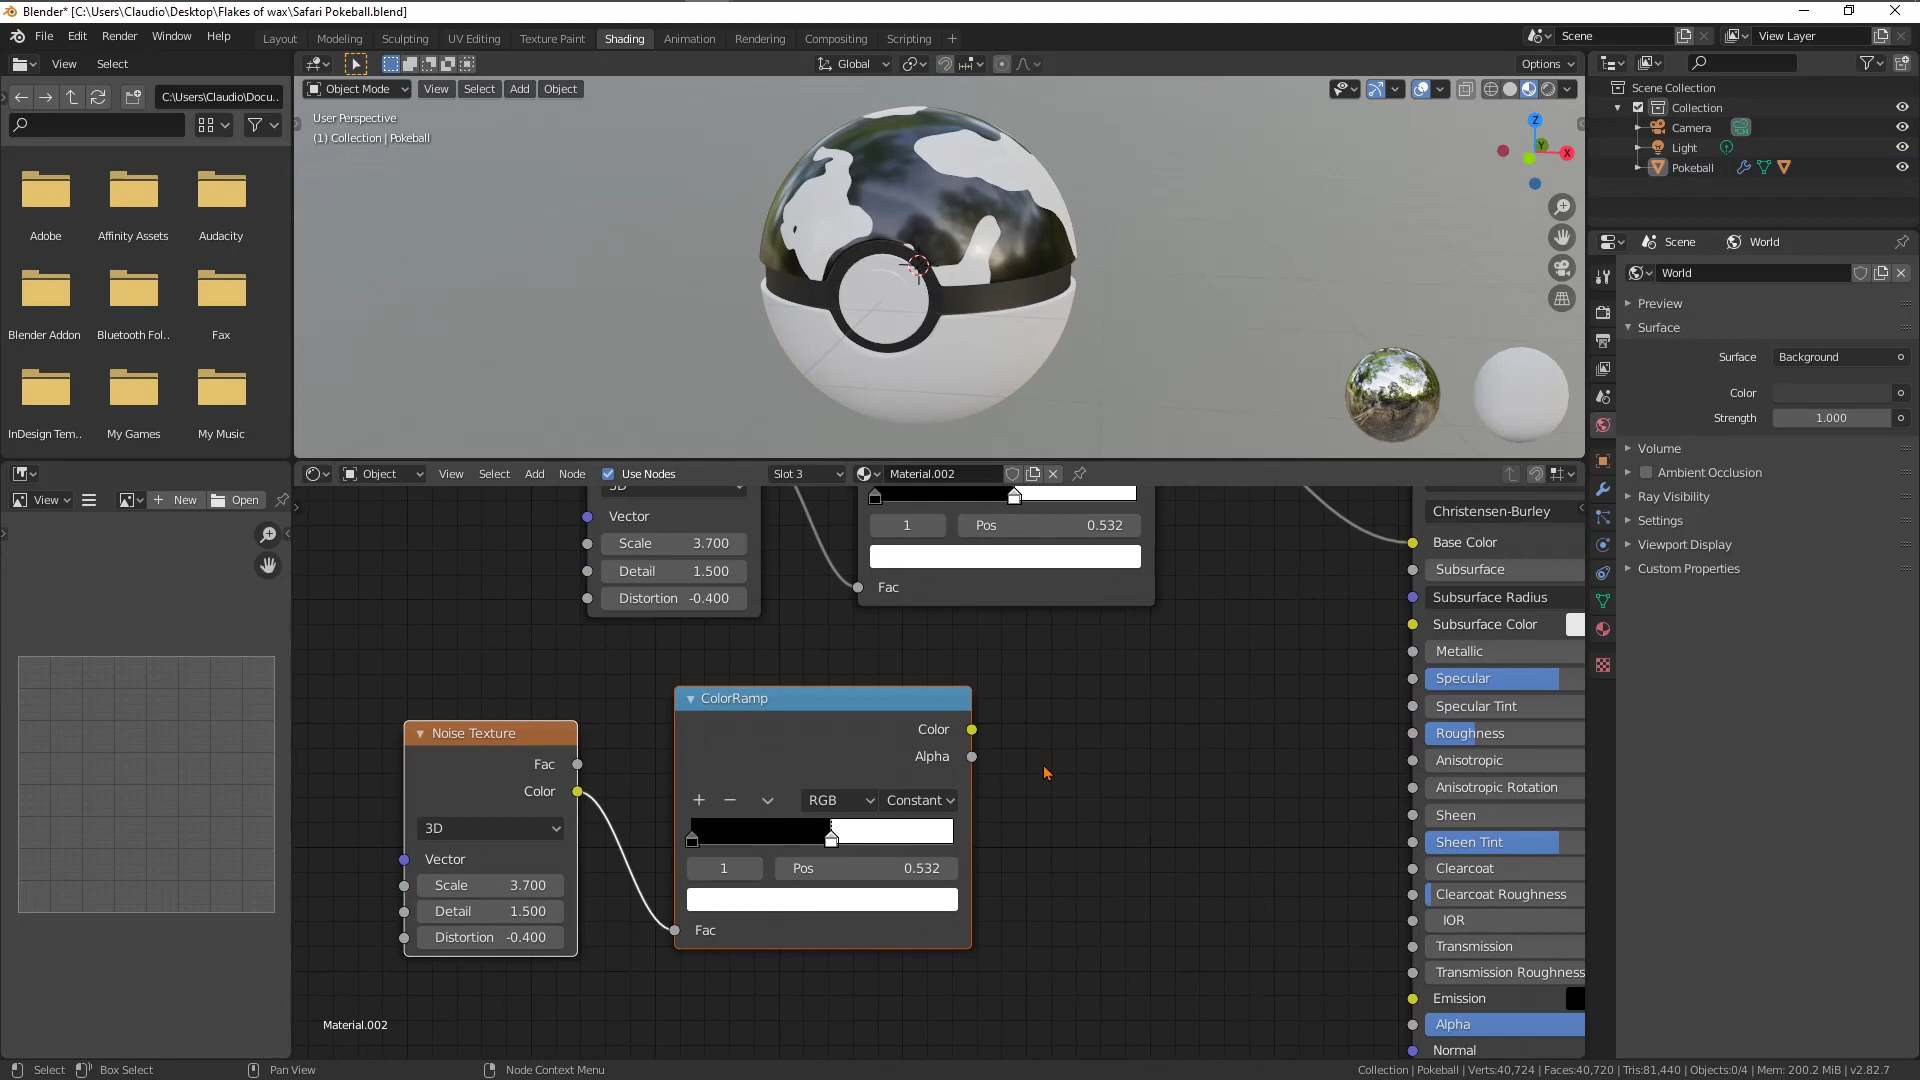 Blender* [C:\Users\Claudio\Desktop\Flakes of wax\Safari Pokeball.blend]
File Edit Render Window Help
Layout Modeling Sculpting UV Editing Texture Paint Shading Animation Rendering Compositing Scripting
Scene
View Layer
View Select
Global
Options
C:\Users\Claudio\Docu..
Object Mode
View Select Add Object
User Perspective
(1) Collection | Pokeball
Z
Y
X
Adobe
Affinity Assets
Audacity
Blender Addon
Bluetooth Fol..
Fax
InDesign Tem..
My Games
My Music
Scene Collection
Collection
Camera
Light
Pokeball
Scene
World
World
Preview
Surface
Surface
Background
Color
Strength
1.000
Volume
Ambient Occlusion
Ray Visibility
Settings
Viewport Display
Custom Properties
View
New
Open
Object
View Select Add Node
Use Nodes
Slot 3
Material.002
3D
Vector
Scale 3.700
Detail 1.500
Distortion -0.400
1
Pos 0.532
Fac
Noise Texture
Fac
Color
3D
Vector
Scale 3.700
Detail 1.500
Distortion -0.400
ColorRamp
Color
Alpha
RGB
Constant
1
Pos 0.532
Fac
Christensen-Burley
Base Color
Subsurface
Subsurface Radius
Subsurface Color
Metallic
Specular
Specular Tint
Roughness
Anisotropic
Anisotropic Rotation
Sheen
Sheen Tint
Clearcoat
Clearcoat Roughness
IOR
Transmission
Transmission Roughness
Emission
Alpha
Normal
Material.002
Select
Box Select
Pan View
Node Context Menu
Collection | Pokeball | Verts:40,724 | Faces:40,720 | Tris:81,440 | Objects:0/4 | Mem: 200.2 MiB | v2.82.7